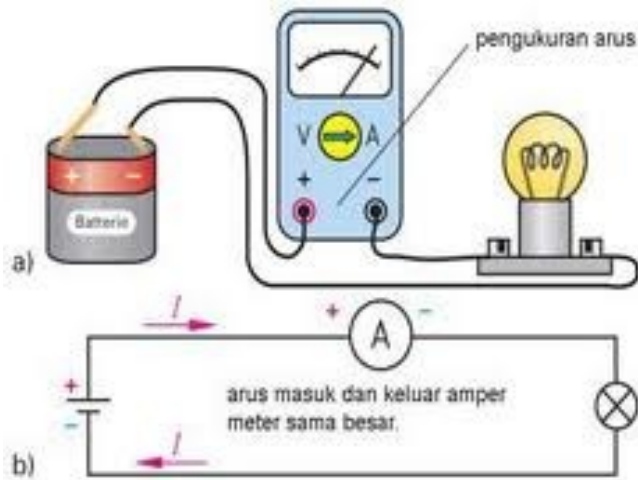 pengukuran arus
V A
+ −
+ −
Batterie
a)
I
+ A −
+
−
arus masuk dan keluar amper
meter sama besar.
I
b)